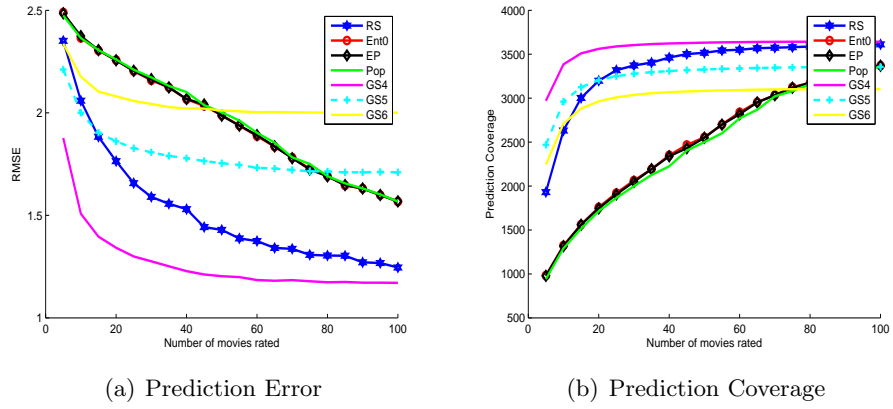 2.5
2
1.5
1
RMSE
0
20
40
60
80
100
Number of movies rated
RS
Ent0
EP
Pop
GS4
GS5
GS6
(a) Prediction Error
4000
3500
3000
2500
2000
1500
1000
500
Prediction Coverage
0
20
40
60
80
100
Number of movies rated
RS
Ent0
EP
Pop
GS4
GS5
GS6
(b) Prediction Coverage